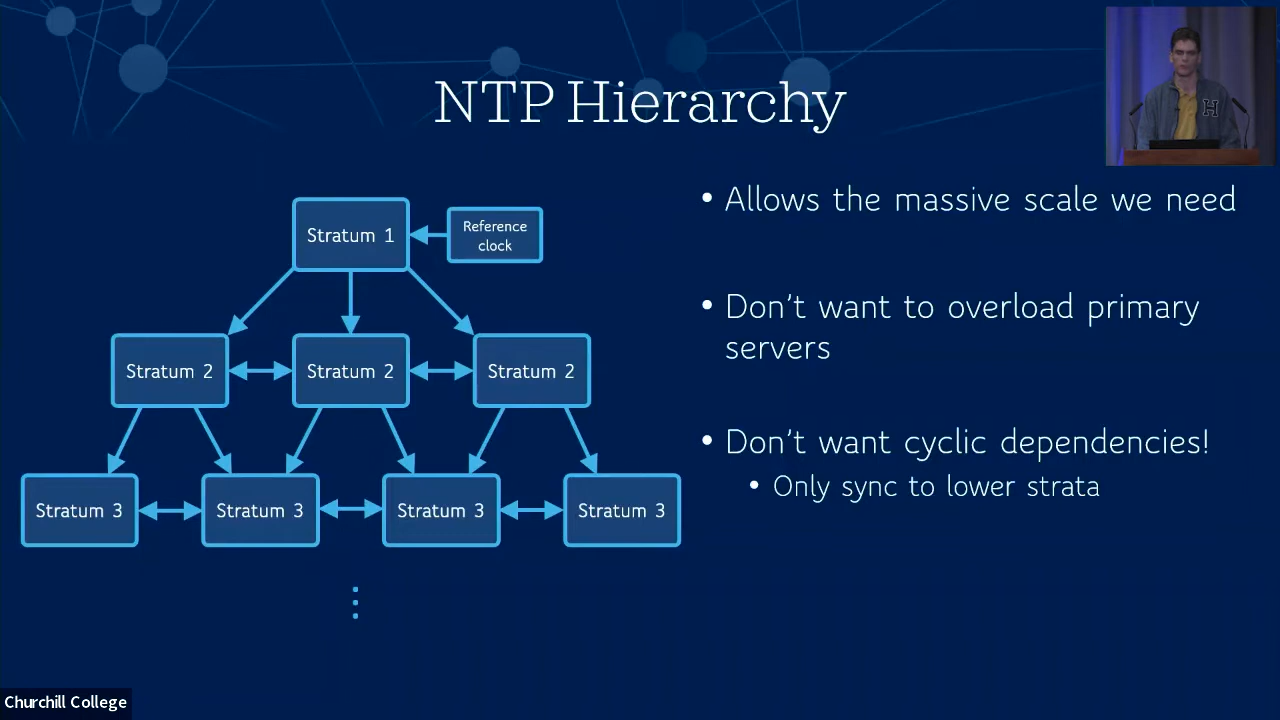 NTP Hierarchy
H
• Allows the massive scale we need
Stratum 1
Reference
clock
• Don't want to overload primary
servers
Stratum 2
Stratum 2
Stratum 2
• Don't want cyclic dependencies!
• Only sync to lower strata
Stratum 3
Stratum 3
Stratum 3
Stratum 3
Churchill College